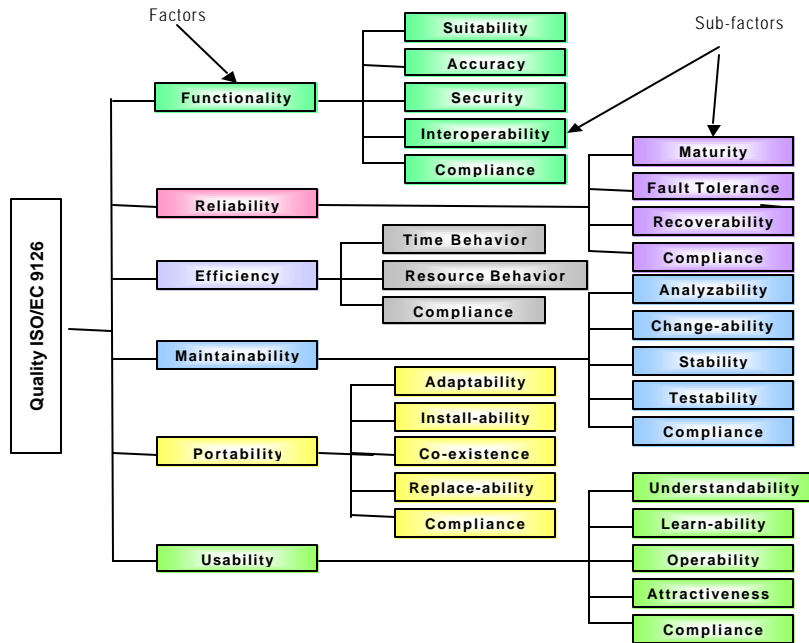 Factors
Sub-factors
Quality ISO/EC 9126
Functionality
Suitability
Accuracy
Security
Interoperability
Compliance
Reliability
Maturity
Fault Tolerance
Recoverability
Compliance
Efficiency
Time Behavior
Resource Behavior
Compliance
Maintainability
Analyzability
Change-ability
Stability
Testability
Compliance
Portability
Adaptability
Install-ability
Co-existence
Replace-ability
Compliance
Usability
Understandability
Learn-ability
Operability
Attractiveness
Compliance